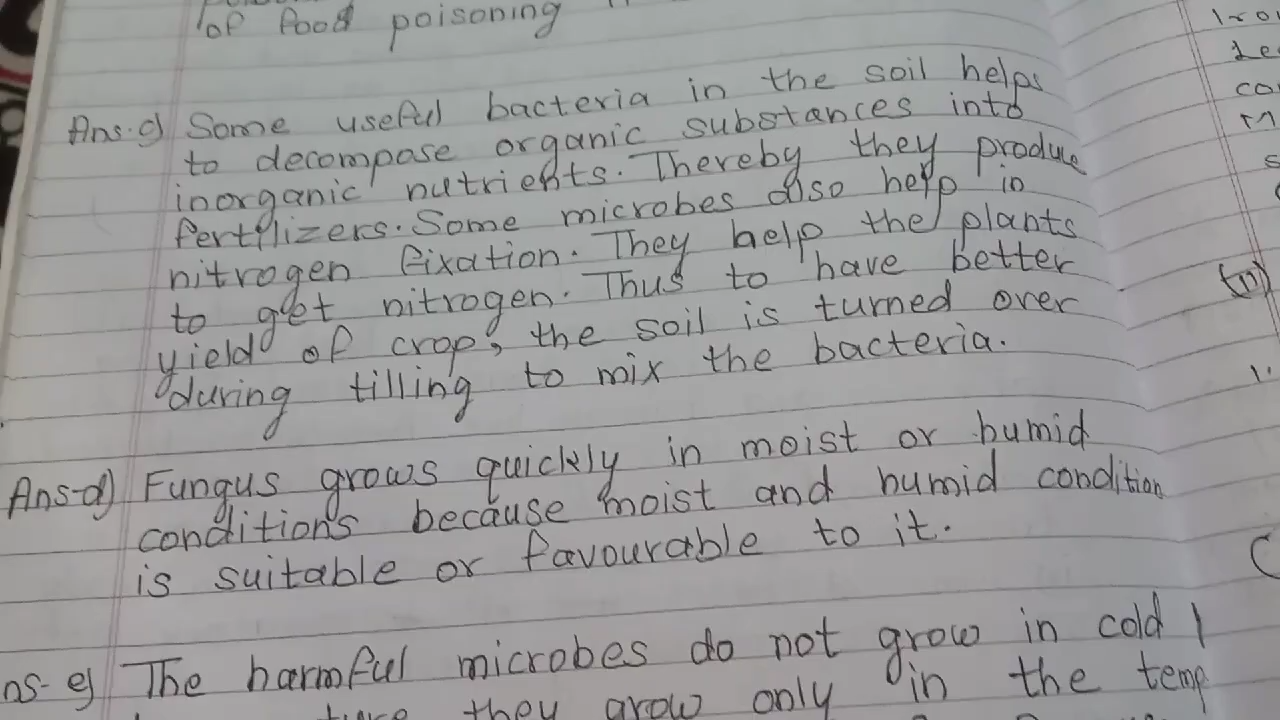 of food poisoning
Ans.c) Some useful bacteria in the soil helps
to decompose organic substances into
inorganic nutrients. Thereby they produce
fertilizers. Some microbes also help in
nitrogen fixation. They help the plants
to get nitrogen. Thus to have better
yield of crop, the soil is turned over
during tilling to mix the bacteria.
Ans-d) Fungus grows quickly in moist or humid
conditions because moist and humid condition
is suitable or favourable to it.
ns-e) The harmful microbes do not grow in cold
they grow only in the temp
(n)